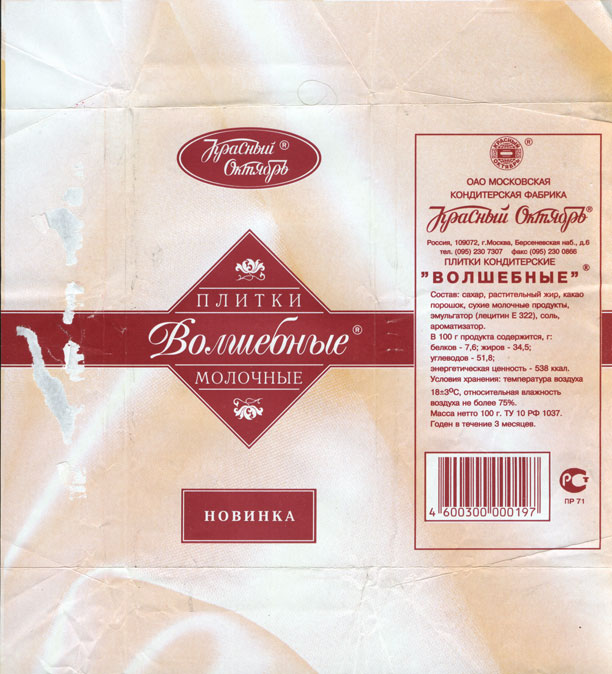 Красный ®
Октябрь
ПЛИТКИ
Волшебные ®
МОЛОЧНЫЕ
НОВИНКА
КРАСНЫЙ
ОКТЯБРЬ
®
ОАО МОСКОВСКАЯ
КОНДИТЕРСКАЯ ФАБРИКА
Красный Октябрь ®
Россия, 109072, г.Москва, Берсеневская наб., д.6
тел. (095) 230 7307 факс (095) 230 0866
ПЛИТКИ КОНДИТЕРСКИЕ
"ВОЛШЕБНЫЕ" ®
Состав: сахар, растительный жир, какао
порошок, сухие молочные продукты,
эмульгатор (лецитин Е 322), соль,
ароматизатор.
В 100 г продукта содержится, г:
белков - 7,6; жиров - 34,5;
углеводов - 51,8;
энергетическая ценность - 538 ккал.
Условия хранения: температура воздуха
18±3°С, относительная влажность
воздуха не более 75%.
Масса нетто 100 г. ТУ 10 РФ 1037.
Годен в течение 3 месяцев.
4 600300 000197
РС
ПР 71